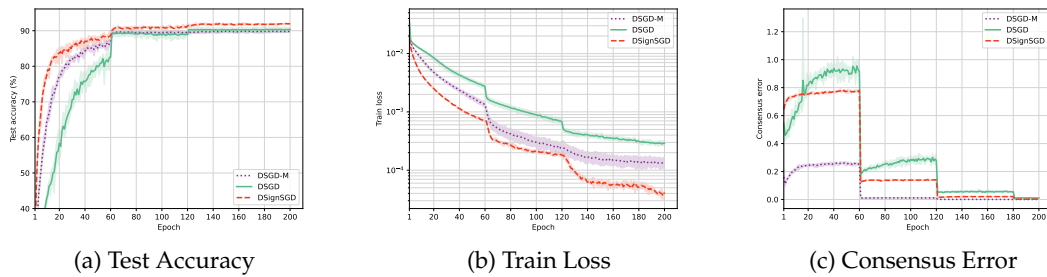 90
80
70
60
50
40
Test accuracy (%)
1 20 40 60 80 100 120 140 160 180 200
Epoch
DSGD-M
DSGD
DSignSGD
(a) Test Accuracy
10⁻²
10⁻³
10⁻⁴
Train loss
1 20 40 60 80 100 120 140 160 180 200
Epoch
DSGD-M
DSGD
DSignSGD
(b) Train Loss
1.2
1.0
0.8
0.6
0.4
0.2
0.0
Consensus error
1 20 40 60 80 100 120 140 160 180 200
Epoch
DSGD-M
DSGD
DSignSGD
(c) Consensus Error